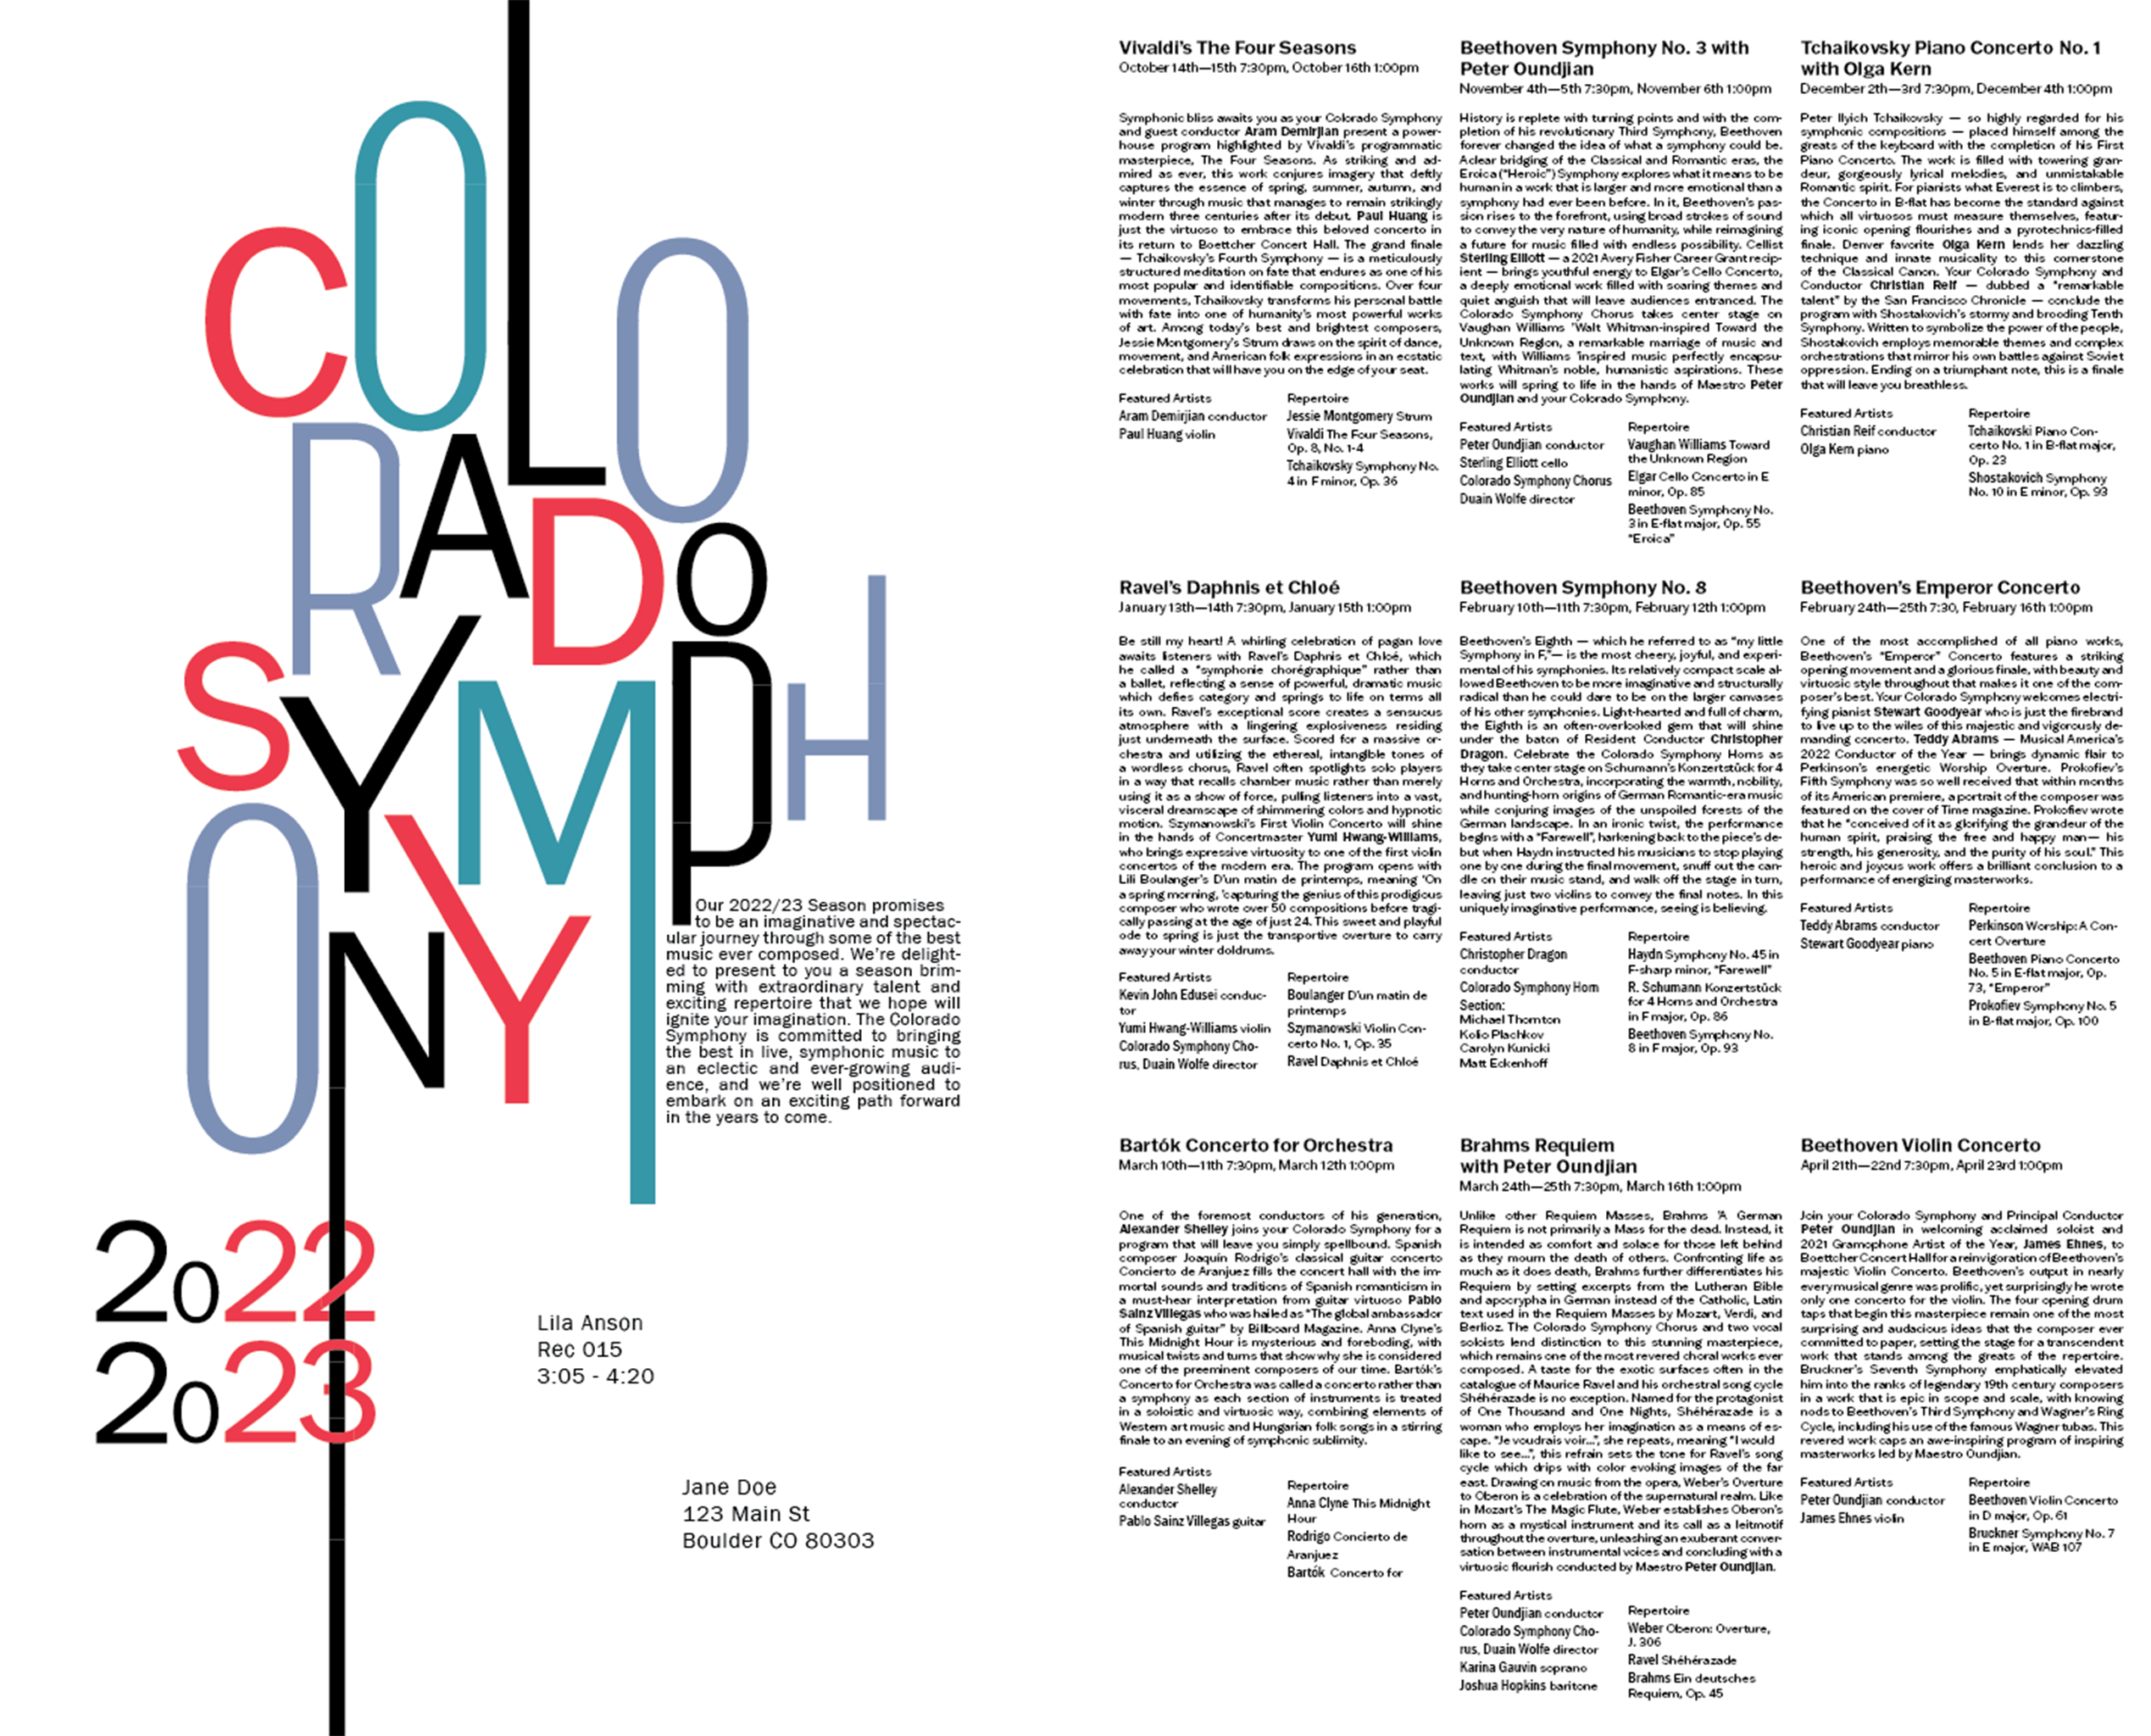 COLO
RADO
SYMPH
ONY
2022
2023
Our 2022/23 Season promises
to be an imaginative and spectac-
ular journey through some of the best
music ever composed. We're delight-
ed to present to you a season brim-
ming with extraordinary talent and
exciting repertoire that we hope will
ignite your imagination. The Colorado
Symphony is committed to bringing
the best in live, symphonic music to
an eclectic and ever-growing audi-
ence, and we're well positioned to
embark on an exciting path forward
in the years to come.
Lila Anson
Rec 015
3:05 - 4:20
Jane Doe
123 Main St
Boulder CO 80303
Vivaldi's The Four Seasons
October 14th—15th 7:30pm, October 16th 1:00pm
Symphonic bliss awaits you as your Colorado Symphony
and guest conductor Aram Demirjian present a power-
house program highlighted by Vivaldi's programmatic
masterpiece, The Four Seasons. As striking and ad-
mired as ever, this work conjures imagery that deftly
captures the essence of spring, summer, autumn, and
winter through music that manages to remain strikingly
modern three centuries after its debut. Paul Huang is
just the virtuoso to embrace this beloved concerto in
its return to Boettcher Concert Hall. The grand finale
— Tchaikovsky's Fourth Symphony — is a meticulously
structured meditation on fate that endures as one of his
most popular and identifiable compositions. Over four
movements, Tchaikovsky transforms his personal battle
with fate into one of humanity's most powerful works
of art. Among today's best and brightest composers,
Jessie Montgomery's Strum draws on the spirit of dance,
movement, and American folk expressions in an ecstatic
celebration that will have you on the edge of your seat.
Featured Artists
Aram Demirjian conductor
Paul Huang violin
Repertoire
Jessie Montgomery Strum
Vivaldi The Four Seasons,
Op. 8, No. 1-4
Tchaikovsky Symphony No.
4 in F minor, Op. 36
Beethoven Symphony No. 3 with
Peter Oundjian
November 4th—5th 7:30pm, November 6th 1:00pm
History is replete with turning points and with the com-
pletion of his revolutionary Third Symphony, Beethoven
forever changed the idea of what a symphony could be.
Aclear bridging of the Classical and Romantic eras, the
Eroica ("Heroic") Symphony explores what it means to be
human in a work that is larger and more emotional than a
symphony had ever been before. In it, Beethoven's pas-
sion rises to the forefront, using broad strokes of sound
to convey the very nature of humanity, while reimagining
a future for music filled with endless possibility. Cellist
Sterling Elliott — a 2021 Avery Fisher Career Grant recip-
ient — brings youthful energy to Elgar's Cello Concerto,
a deeply emotional work filled with soaring themes and
quiet anguish that will leave audiences entranced. The
Colorado Symphony Chorus takes center stage on
Vaughan Williams 'Walt Whitman-inspired Toward the
Unknown Region, a remarkable marriage of music and
text, with Williams 'inspired music perfectly encapsu-
lating Whitman's noble, humanistic aspirations. These
works will spring to life in the hands of Maestro Peter
Oundjian and your Colorado Symphony.
Featured Artists
Peter Oundjian conductor
Sterling Elliott cello
Colorado Symphony Chorus
Duain Wolfe director
Repertoire
Vaughan Williams Toward
the Unknown Region
Elgar Cello Concerto in E
minor, Op. 85
Beethoven Symphony No.
3 in E-flat major, Op. 55
"Eroica"
Tchaikovsky Piano Concerto No. 1
with Olga Kern
December 2th—3rd 7:30pm, December 4th 1:00pm
Peter Ilyich Tchaikovsky — so highly regarded for his
symphonic compositions — placed himself among the
greats of the keyboard with the completion of his First
Piano Concerto. The work is filled with towering gran-
deur, gorgeously lyrical melodies, and unmistakable
Romantic spirit. For pianists what Everest is to climbers,
the Concerto in B-flat has become the standard against
which all virtuosos must measure themselves, featur-
ing iconic opening flourishes and a pyrotechnics-filled
finale. Denver favorite Olga Kern lends her dazzling
technique and innate musicality to this cornerstone
of the Classical Canon. Your Colorado Symphony and
Conductor Christian Reif — dubbed a "remarkable
talent" by the San Francisco Chronicle — conclude the
program with Shostakovich's stormy and brooding Tenth
Symphony. Written to symbolize the power of the people,
Shostakovich employs memorable themes and complex
orchestrations that mirror his own battles against Soviet
oppression. Ending on a triumphant note, this is a finale
that will leave you breathless.
Featured Artists
Christian Reif conductor
Olga Kern piano
Repertoire
Tchaikovski Piano Con-
certo No. 1 in B-flat major,
Op. 23
Shostakovich Symphony
No. 10 in E minor, Op. 93
Ravel's Daphnis et Chloé
January 13th—14th 7:30pm, January 15th 1:00pm
Be still my heart! A whirling celebration of pagan love
awaits listeners with Ravel's Daphnis et Chloé, which
he called a "symphonie chorégraphique" rather than
a ballet, reflecting a sense of powerful, dramatic music
which defies category and springs to life on terms all
its own. Ravel's exceptional score creates a sensuous
atmosphere with a lingering explosiveness residing
just underneath the surface. Scored for a massive or-
chestra and utilizing the ethereal, intangible tones of
a wordless chorus, Ravel often spotlights solo players
in a way that recalls chamber music rather than merely
using it as a show of force, pulling listeners into a vast,
visceral dreamscape of shimmering colors and hypnotic
motion. Szymanowski's First Violin Concerto will shine
in the hands of Concertmaster Yumi Hwang-Williams,
who brings expressive virtuosity to one of the first violin
concertos of the modern era. The program opens with
Lili Boulanger's D'un matin de printemps, meaning 'On
a spring morning, 'capturing the genius of this prodigious
composer who wrote over 50 compositions before tragi-
cally passing at the age of just 24. This sweet and playful
ode to spring is just the transportive overture to carry
away your winter doldrums.
Featured Artists
Kevin John Edusei conduc-
tor
Yumi Hwang-Williams violin
Colorado Symphony Cho-
rus, Duain Wolfe director
Repertoire
Boulanger D'un matin de
printemps
Szymanowski Violin Con-
certo No. 1, Op. 35
Ravel Daphnis et Chloé
Beethoven Symphony No. 8
February 10th—11th 7:30pm, February 12th 1:00pm
Beethoven's Eighth — which he referred to as "my little
Symphony in F,"— is the most cheery, joyful, and experi-
mental of his symphonies. Its relatively compact scale al-
lowed Beethoven to be more imaginative and structurally
radical than he could dare to be on the larger canvases
of his other symphonies. Light-hearted and full of charm,
the Eighth is an often-overlooked gem that will shine
under the baton of Resident Conductor Christopher
Dragon. Celebrate the Colorado Symphony Horns as
they take center stage on Schumann's Konzertstück for 4
Horns and Orchestra, incorporating the warmth, nobility,
and hunting-horn origins of German Romantic-era music
while conjuring images of the unspoiled forests of the
German landscape. In an ironic twist, the performance
begins with a "Farewell", harkening back to the piece's de-
but when Haydn instructed his musicians to stop playing
one by one during the final movement, snuff out the can-
dle on their music stand, and walk off the stage in turn,
leaving just two violins to convey the final notes. In this
uniquely imaginative performance, seeing is believing.
Featured Artists
Christopher Dragon
conductor
Colorado Symphony Horn
Section:
Michael Thornton
Kolio Plachkov
Carolyn Kunicki
Matt Eckenhoff
Repertoire
Haydn Symphony No. 45 in
F-sharp minor, "Farewell"
R. Schumann Konzertstück
for 4 Horns and Orchestra
in F major, Op. 86
Beethoven Symphony No.
8 in F major, Op. 93
Beethoven's Emperor Concerto
February 24th—25th 7:30, February 16th 1:00pm
One of the most accomplished of all piano works,
Beethoven's "Emperor" Concerto features a striking
opening movement and a glorious finale, with beauty and
virtuosic style throughout that makes it one of the com-
poser's best. Your Colorado Symphony welcomes electri-
fying pianist Stewart Goodyear who is just the firebrand
to live up to the wiles of this majestic and vigorously de-
manding concerto. Teddy Abrams — Musical America's
2022 Conductor of the Year — brings dynamic flair to
Perkinson's energetic Worship Overture. Prokofiev's
Fifth Symphony was so well received that within months
of its American premiere, a portrait of the composer was
featured on the cover of Time magazine. Prokofiev wrote
that he "conceived of it as glorifying the grandeur of the
human spirit, praising the free and happy man— his
strength, his generosity, and the purity of his soul." This
heroic and joyous work offers a brilliant conclusion to a
performance of energizing masterworks.
Featured Artists
Teddy Abrams conductor
Stewart Goodyear piano
Repertoire
Perkinson Worship: A Con-
cert Overture
Beethoven Piano Concerto
No. 5 in E-flat major, Op.
73, "Emperor"
Prokofiev Symphony No. 5
in B-flat major, Op. 100
Bartók Concerto for Orchestra
March 10th—11th 7:30pm, March 12th 1:00pm
One of the foremost conductors of his generation,
Alexander Shelley joins your Colorado Symphony for a
program that will leave you simply spellbound. Spanish
composer Joaquín Rodrigo's classical guitar concerto
Concierto de Aranjuez fills the concert hall with the im-
mortal sounds and traditions of Spanish romanticism in
a must-hear interpretation from guitar virtuoso Pablo
Sainz Villegas who was hailed as "The global ambassador
of Spanish guitar" by Billboard Magazine. Anna Clyne's
This Midnight Hour is mysterious and foreboding, with
musical twists and turns that show why she is considered
one of the preeminent composers of our time. Bartók's
Concerto for Orchestra was called a concerto rather than
a symphony as each section of instruments is treated
in a soloistic and virtuosic way, combining elements of
Western art music and Hungarian folk songs in a stirring
finale to an evening of symphonic sublimity.
Featured Artists
Alexander Shelley
conductor
Pablo Sainz Villegas guitar
Repertoire
Anna Clyne This Midnight
Hour
Rodrigo Concierto de
Aranjuez
Bartók Concerto for
Brahms Requiem
with Peter Oundjian
March 24th—25th 7:30pm, March 16th 1:00pm
Unlike other Requiem Masses, Brahms 'A German
Requiem is not primarily a Mass for the dead. Instead, it
is intended as comfort and solace for those left behind
as they mourn the death of others. Confronting life as
much as it does death, Brahms further differentiates his
Requiem by setting excerpts from the Lutheran Bible
and apocrypha in German instead of the Catholic, Latin
text used in the Requiem Masses by Mozart, Verdi, and
Berlioz. The Colorado Symphony Chorus and two vocal
soloists lend distinction to this stunning masterpiece,
which remains one of the most revered choral works ever
composed. A taste for the exotic surfaces often in the
catalogue of Maurice Ravel and his orchestral song cycle
Shéhérazade is no exception. Named for the protagonist
of One Thousand and One Nights, Shéhérazade is a
woman who employs her imagination as a means of es-
cape. "Je voudrais voir...", she repeats, meaning "I would
like to see...", this refrain sets the tone for Ravel's song
cycle which drips with color evoking images of the far
east. Drawing on music from the opera, Weber's Overture
to Oberon is a celebration of the supernatural realm. Like
in Mozart's The Magic Flute, Weber establishes Oberon's
horn as a mystical instrument and its call as a leitmotif
throughout the overture, unleashing an exuberant conver-
sation between instrumental voices and concluding with a
virtuosic flourish conducted by Maestro Peter Oundjian.
Featured Artists
Peter Oundjian conductor
Colorado Symphony Cho-
rus, Duain Wolfe director
Karina Gauvin soprano
Joshua Hopkins baritone
Repertoire
Weber Oberon: Overture,
J. 306
Ravel Shéhérazade
Brahms Ein deutsches
Requiem, Op. 45
Beethoven Violin Concerto
April 21th—22nd 7:30pm, April 23rd 1:00pm
Join your Colorado Symphony and Principal Conductor
Peter Oundjian in welcoming acclaimed soloist and
2021 Gramophone Artist of the Year, James Ehnes, to
Boettcher Concert Hall for a reinvigoration of Beethoven's
majestic Violin Concerto. Beethoven's output in nearly
every musical genre was prolific, yet surprisingly he wrote
only one concerto for the violin. The four opening drum
taps that begin this masterpiece remain one of the most
surprising and audacious ideas that the composer ever
committed to paper, setting the stage for a transcendent
work that stands among the greats of the repertoire.
Bruckner's Seventh Symphony emphatically elevated
him into the ranks of legendary 19th century composers
in a work that is epic in scope and scale, with knowing
nods to Beethoven's Third Symphony and Wagner's Ring
Cycle, including his use of the famous Wagner tubas. This
revered work caps an awe-inspiring program of inspiring
masterworks led by Maestro Oundjian.
Featured Artists
Peter Oundjian conductor
James Ehnes violin
Repertoire
Beethoven Violin Concerto
in D major, Op. 61
Bruckner Symphony No. 7
in E major, WAB 107